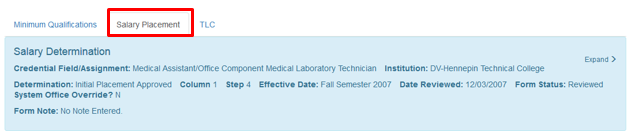 Minimum Qualifications Salary Placement TLC
Salary Determination
Expand >
Credential Field/Assignment: Medical Assistant/Office Component Medical Laboratory Technician Institution: DV-Hennepin Technical College
Determination: Initial Placement Approved Column 1 Step 4 Effective Date: Fall Semester 2007 Date Reviewed: 12/03/2007 Form Status: Reviewed
System Office Override? N
Form Note: No Note Entered.